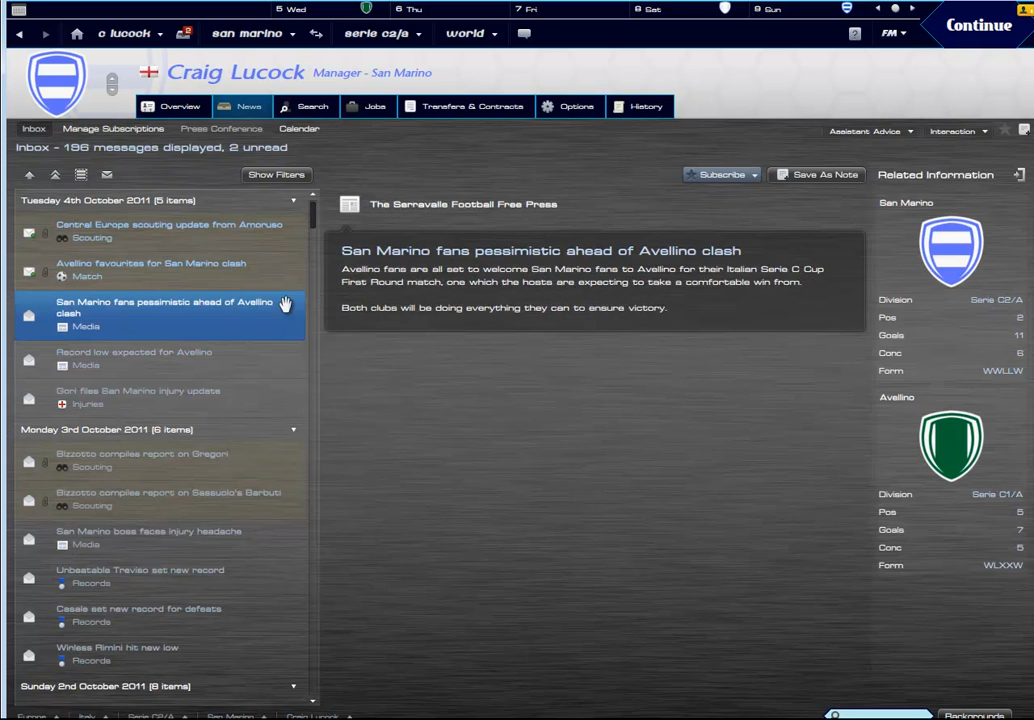 5 Wed 6 Thu 7 Fri 8 Sat 9 Sun
c lucock 2 san marino serie c2/a world ? FM Continue
Craig Lucock Manager - San Marino
Overview News Search Jobs Transfers & Contracts Options History
Inbox Manage Subscriptions Press Conference Calendar Assistant Advice Interaction
Inbox - 196 messages displayed, 2 unread
Show Filters Subscribe Save As Note Related Information
Tuesday 4th October 2011 (5 items)
Central Europe scouting update from Amoruso
Scouting
Avellino favourites for San Marino clash
Match
San Marino fans pessimistic ahead of Avellino
clash
Media
Record low expected for Avellino
Media
Gori files San Marino injury update
Injuries
Monday 3rd October 2011 (6 items)
Bizzotto compiles report on Gregori
Scouting
Bizzotto compiles report on Sassuolo's Barbuti
Scouting
San Marino boss faces injury headache
Media
Unbeatable Treviso set new record
Records
Casale set new record for defeats
Records
Winless Rimini hit new low
Records
Sunday 2nd October 2011 (6 items)
The Serravalle Football Free Press
San Marino fans pessimistic ahead of Avellino clash
Avellino fans are all set to welcome San Marino fans to Avellino for their Italian Serie C Cup
First Round match, one which the hosts are expecting to take a comfortable win from.
Both clubs will be doing everything they can to ensure victory.
San Marino
Division Serie C2/A
Pos 2
Goals 11
Conc 6
Form WWLLW
Avellino
Division Serie C1/A
Pos 5
Goals 7
Conc 5
Form WLXXW
Europe Italy Serie C2/A San Marino Craig Lucock Backgrounds